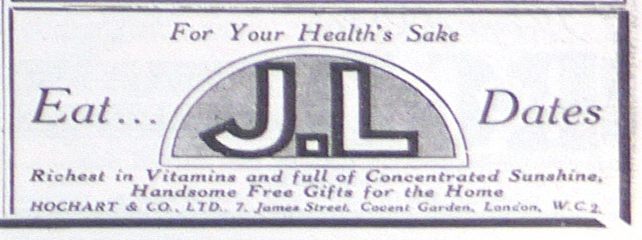 For Your Health's Sake
Eat... J.L Dates
Richest in Vitamins and full of Concentrated Sunshine,
Handsome Free Gifts for the Home
HOCHART & CO., LTD., 7, James Street, Covent Garden, London, W.C.2.